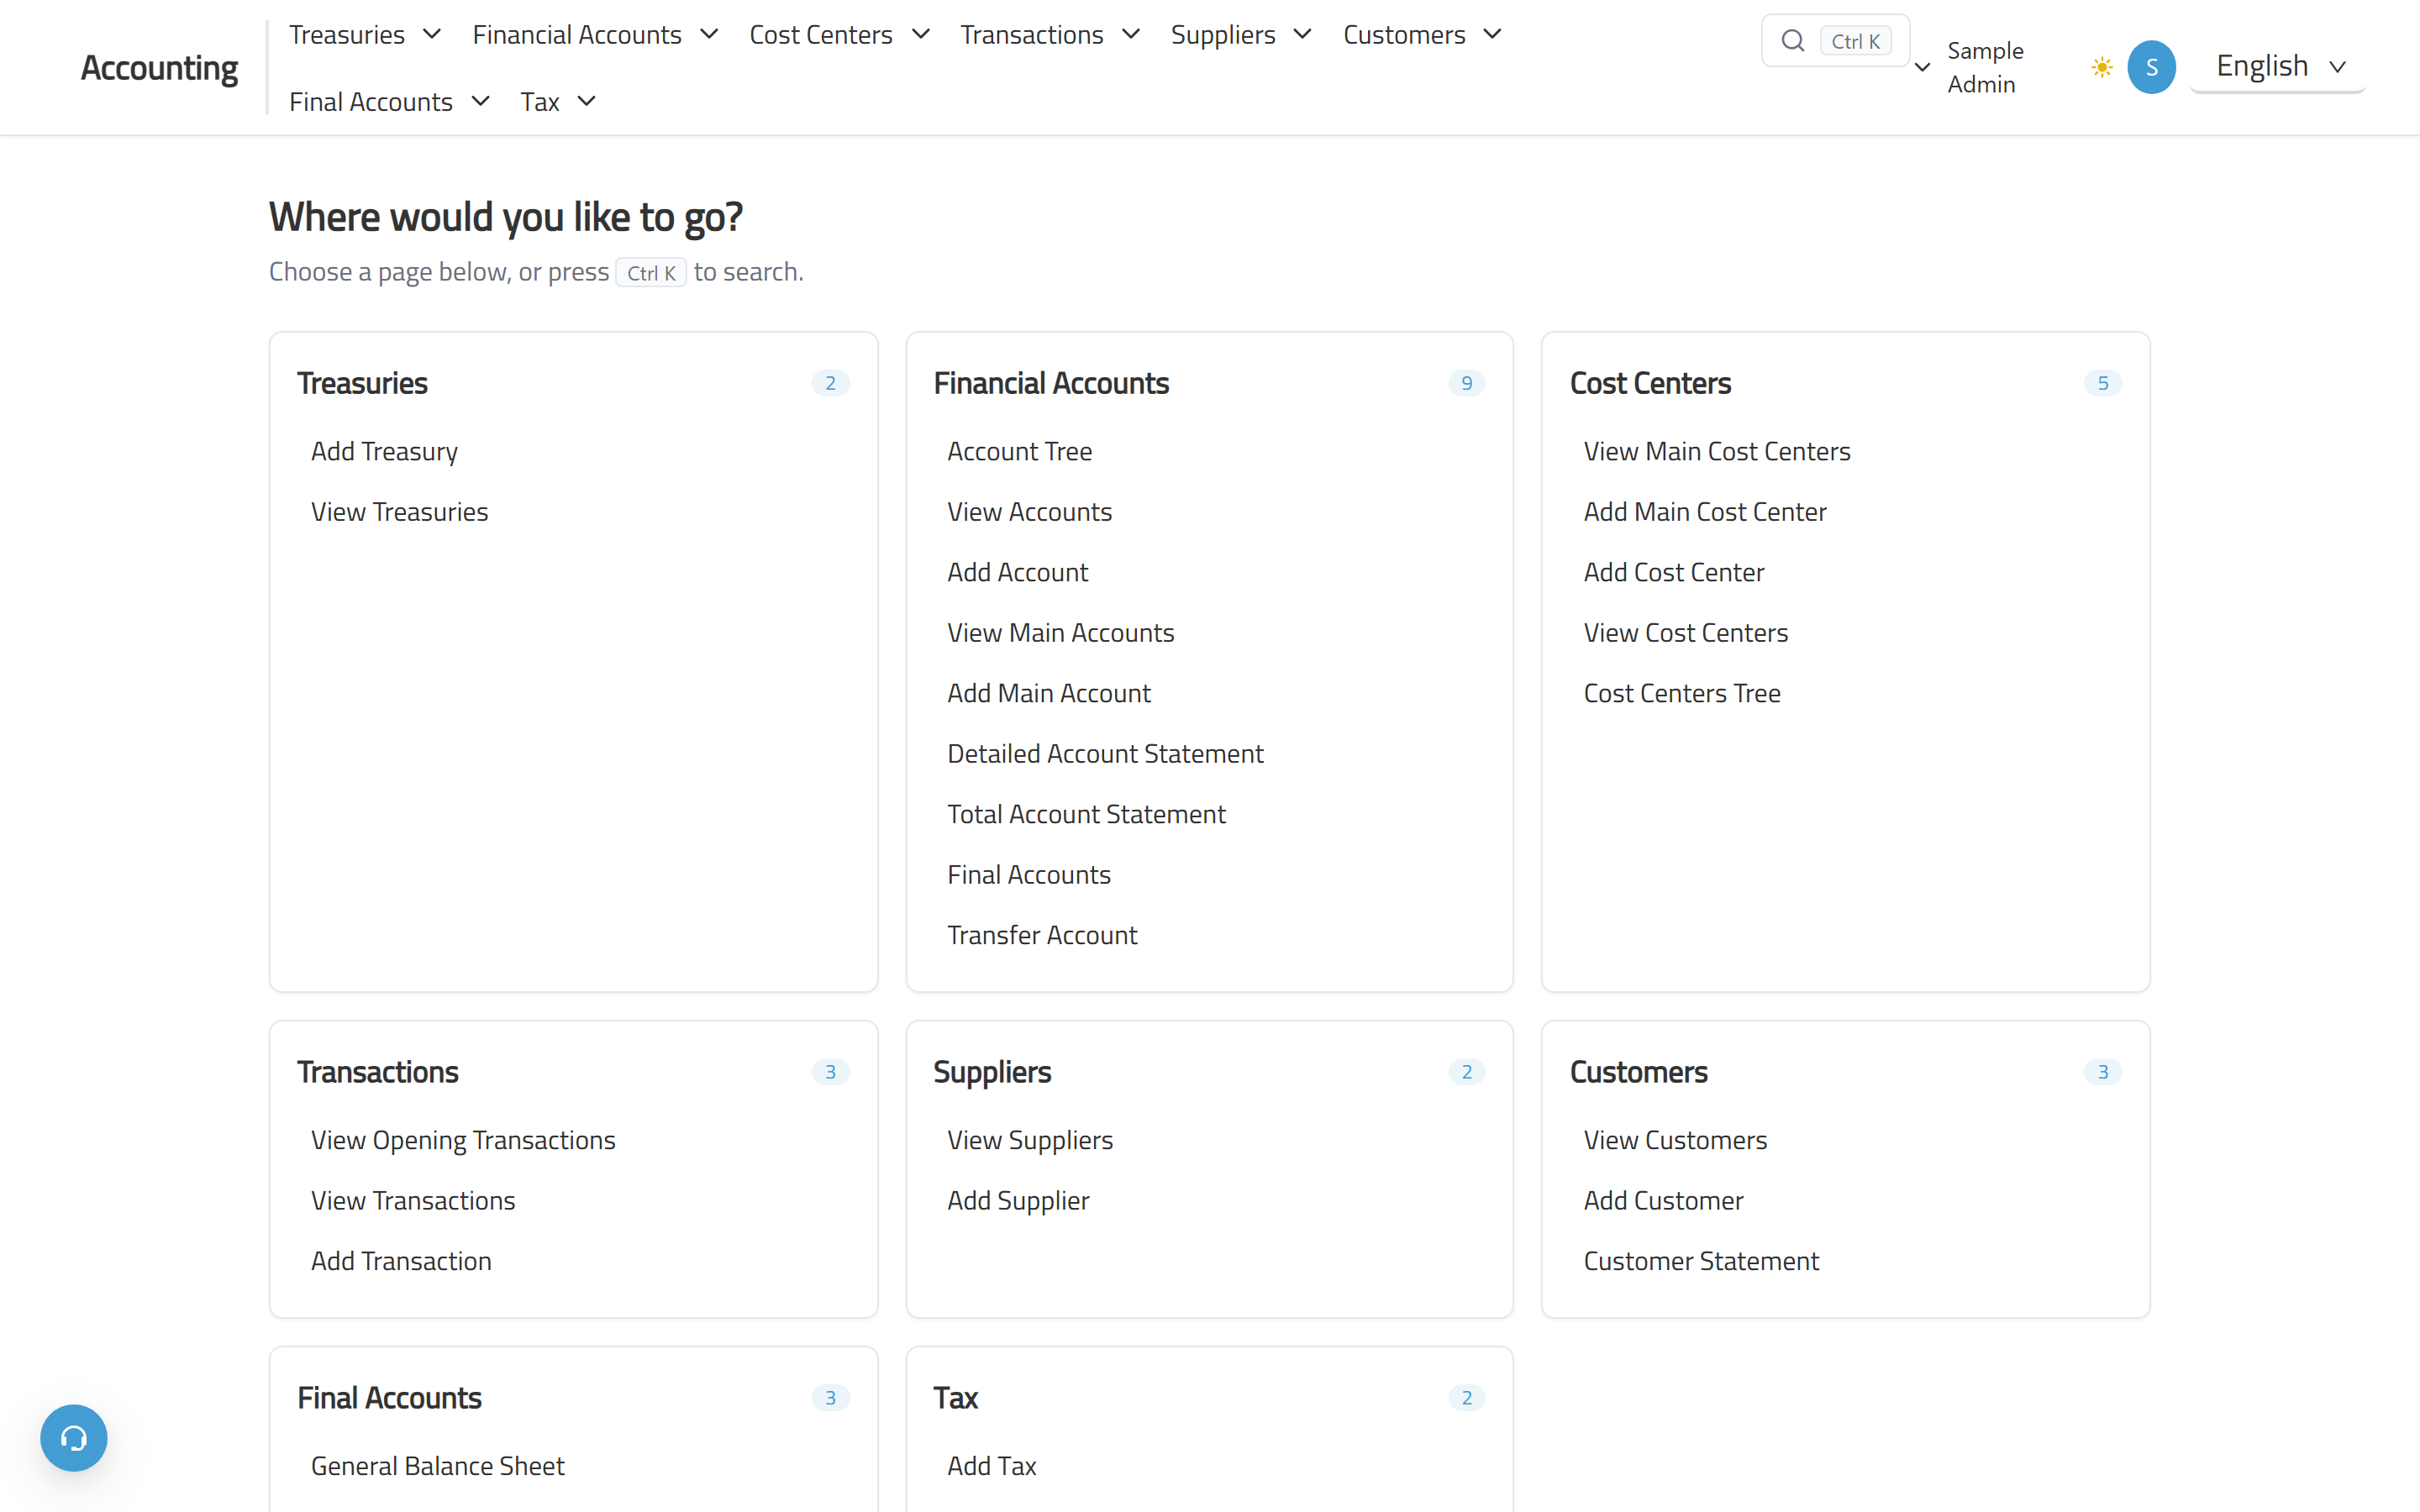 Accounting
Treasuries
Financial Accounts
Cost Centers
Transactions
Suppliers
Customers
Final Accounts
Tax
Ctrl K
Sample
Admin
S
English
Where would you like to go?
Choose a page below, or press Ctrl K to search.
Treasuries 2
Add Treasury
View Treasuries
Financial Accounts 9
Account Tree
View Accounts
Add Account
View Main Accounts
Add Main Account
Detailed Account Statement
Total Account Statement
Final Accounts
Transfer Account
Cost Centers 5
View Main Cost Centers
Add Main Cost Center
Add Cost Center
View Cost Centers
Cost Centers Tree
Transactions 3
View Opening Transactions
View Transactions
Add Transaction
Suppliers 2
View Suppliers
Add Supplier
Customers 3
View Customers
Add Customer
Customer Statement
Final Accounts 3
General Balance Sheet
Tax 2
Add Tax